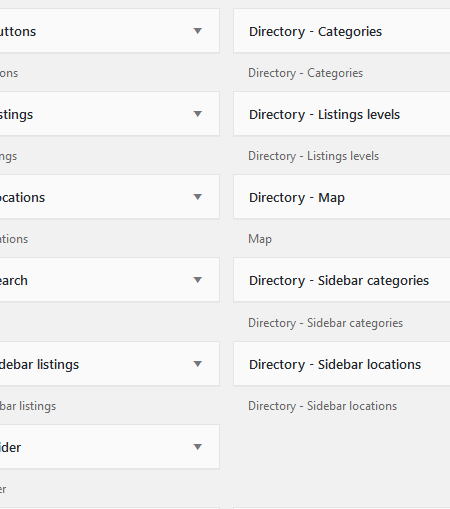 uttons
Directory - Categories
ons
Directory - Categories
stings
Directory - Listings levels
ngs
Directory - Listings levels
ocations
Directory - Map
ations
Map
earch
Directory - Sidebar categories
Directory - Sidebar categories
debar listings
Directory - Sidebar locations
bar listings
Directory - Sidebar locations
ider
er